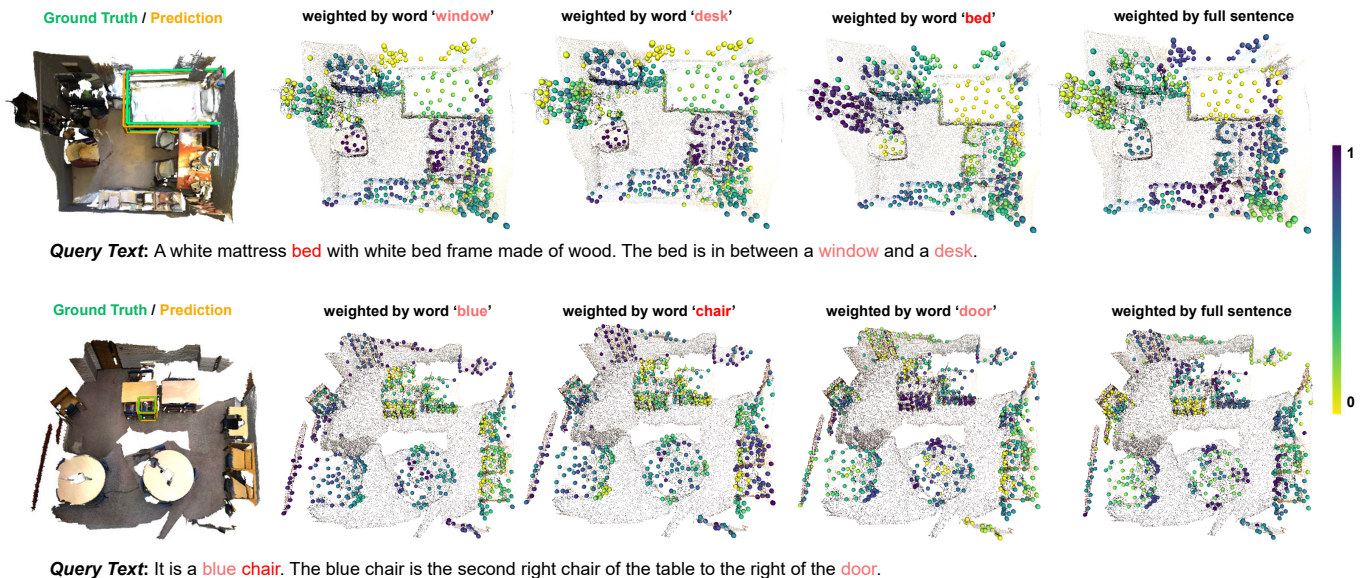 Ground Truth / Prediction
weighted by word ‘window’
weighted by word ‘desk’
weighted by word ‘bed’
weighted by full sentence
1
0
Query Text: A white mattress bed with white bed frame made of wood. The bed is in between a window and a desk.
Ground Truth / Prediction
weighted by word ‘blue’
weighted by word ‘chair’
weighted by word ‘door’
weighted by full sentence
Query Text: It is a blue chair. The blue chair is the second right chair of the table to the right of the door.